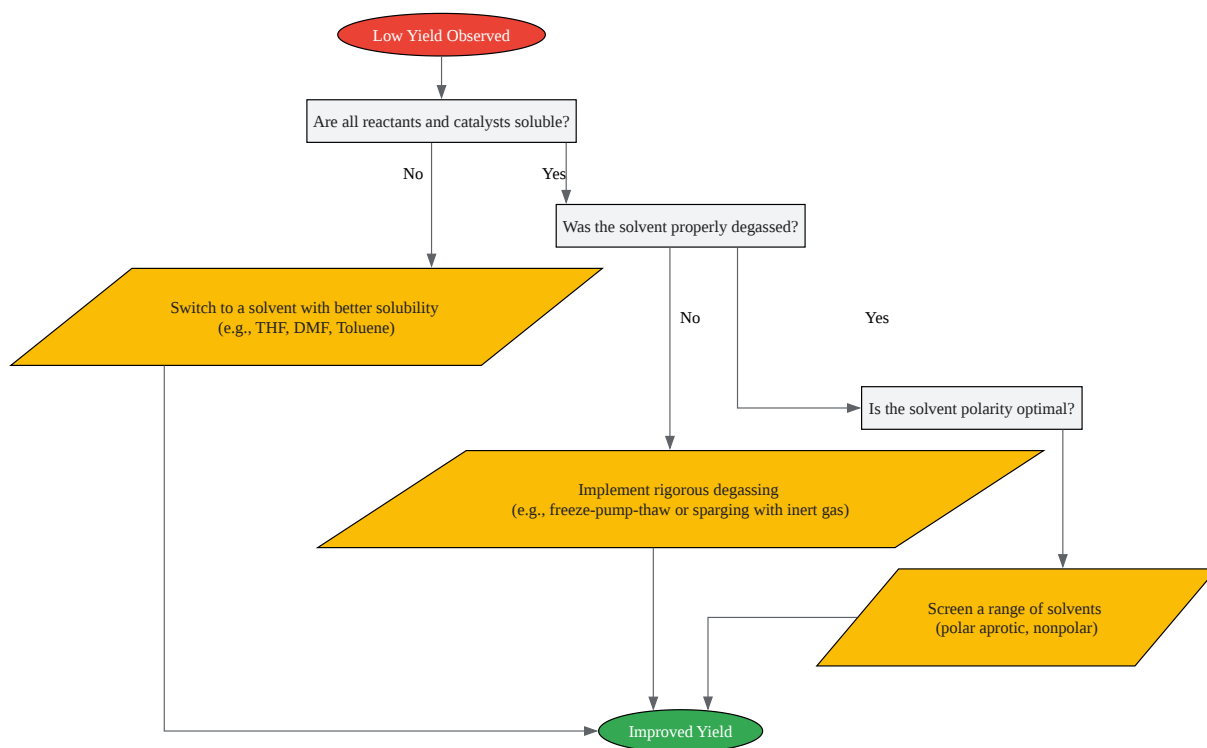 Low Yield Observed
Are all reactants and catalysts soluble?
No
Yes
Was the solvent properly degassed?
Switch to a solvent with better solubility
(e.g., THF, DMF, Toluene)
No
Yes
Is the solvent polarity optimal?
Implement rigorous degassing
(e.g., freeze-pump-thaw or sparging with inert gas)
Screen a range of solvents
(polar aprotic, nonpolar)
Improved Yield